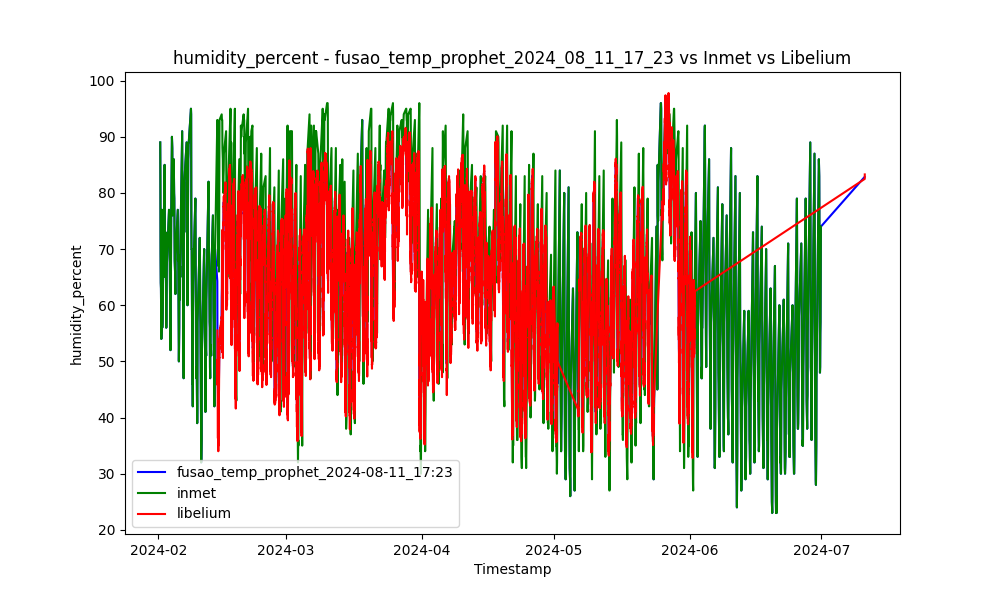 humidity_percent - fusao_temp_prophet_2024_08_11_17_23 vs Inmet vs Libelium
100
90
80
70
60
50
40
30
20
humidity_percent
fusao_temp_prophet_2024-08-11_17:23
inmet
libelium
2024-02
2024-03
2024-04
2024-05
2024-06
2024-07
Timestamp